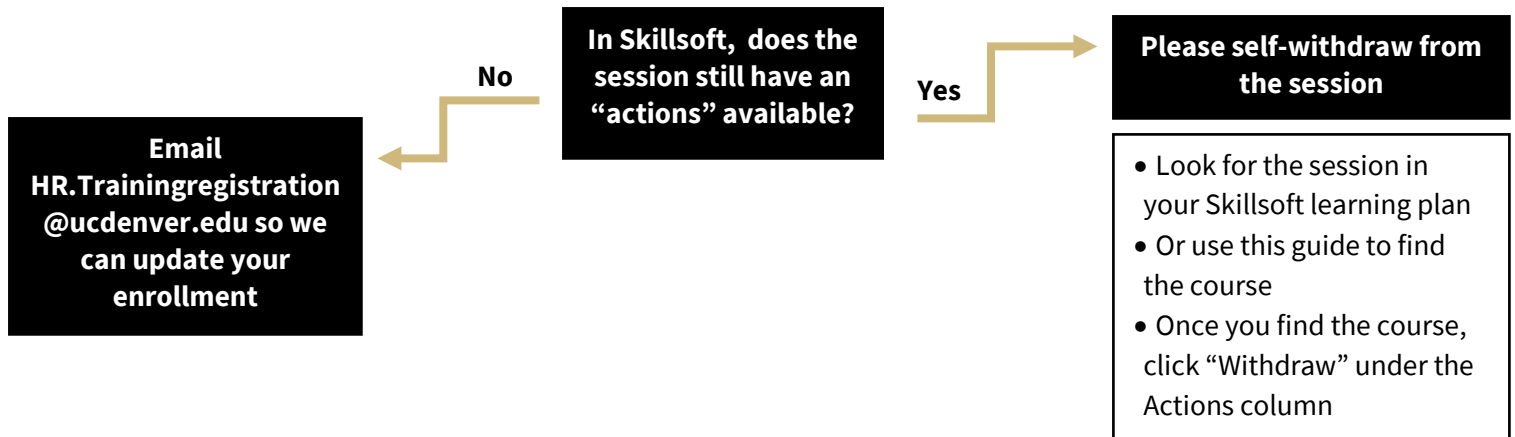 In Skillsoft,  does the
session still have an
“actions” available?
No
Yes
Email
HR.Trainingregistration
@ucdenver.edu so we
can update your
enrollment
Please self-withdraw from
the session
• Look for the session in
your Skillsoft learning plan
• Or use this guide to find
the course
• Once you find the course,
click “Withdraw” under the
Actions column